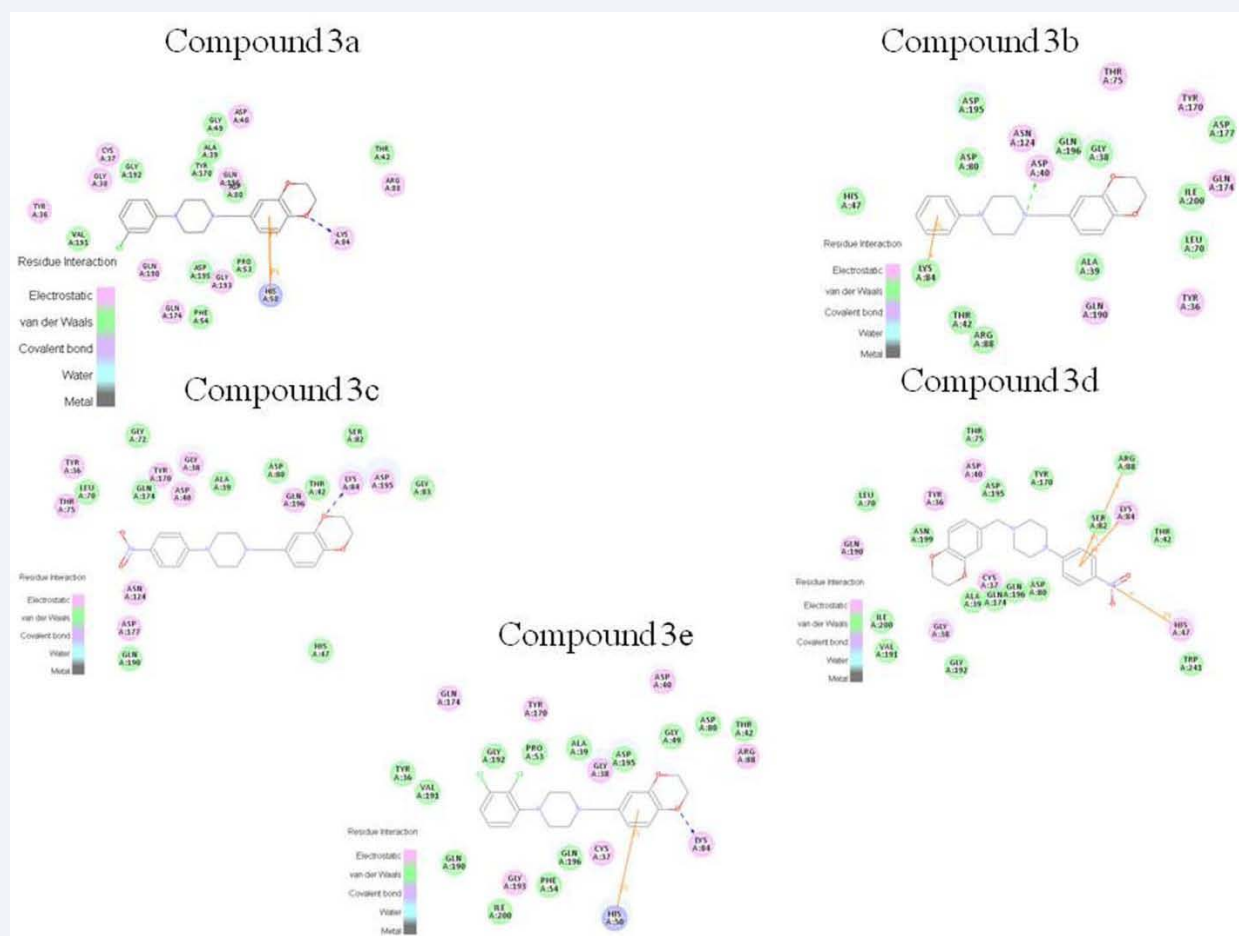 Compound 3a
ASP
A:40
GLY
A:49
THR
A:42
ALA
A:39
CYS
A:37
GLY
A:192
TYR
A:170
GLN
A:196
A:80
ARG
A:88
GLY
A:38
TYR
A:36
VAL
A:191
LYS
A:84
Cl
O
O
N
N
GLN
A:190
ASP
A:195
GLY
A:193
PRO
A:53
HIS
A:50
GLN
A:174
PHE
A:54
Residue Interaction
Electrostatic
van der Waals
Covalent bond
Water
Metal
Compound 3b
THR
A:75
ASP
A:195
TYR
A:170
ASP
A:177
ASN
A:124
GLN
A:196
GLY
A:38
ASP
A:80
ASP
A:40
GLN
A:174
HIS
A:47
ILE
A:200
N
N
O
O
LEU
A:70
LYS
A:84
ALA
A:39
GLN
A:190
TYR
A:36
THR
A:42
ARG
A:88
Residue Interaction
Electrostatic
van der Waals
Covalent bond
Water
Metal
Compound 3c
GLY
A:72
SER
A:82
TYR
A:36
TYR
A:170
GLY
A:38
ASP
A:80
LEU
A:70
GLN
A:174
ASP
A:40
ALA
A:39
THR
A:42
LYS
A:84
ASP
A:195
GLY
A:83
THR
A:75
GLN
A:196
O
O
N
N
N
O
O
ASN
A:124
ASP
A:177
GLN
A:190
HIS
A:47
Residue Interaction
Electrostatic
van der Waals
Covalent bond
Water
Metal
Compound 3d
THR
A:75
ARG
A:88
ASP
A:40
TYR
A:170
LEU
A:70
TYR
A:36
ASP
A:195
LYS
A:84
SER
A:82
ASN
A:199
THR
A:42
GLN
A:190
N
N
N
O
O
O
O
CYS
A:37
ALA
A:39
GLN
A:174
GLN
A:196
ASP
A:80
ILE
A:200
GLY
A:38
HIS
A:47
VAL
A:191
GLY
A:192
TRP
A:241
Residue Interaction
Electrostatic
van der Waals
Covalent bond
Water
Metal
Compound 3e
ASP
A:40
GLN
A:174
TYR
A:170
ASP
A:80
THR
A:42
GLY
A:49
GLY
A:192
PRO
A:53
ALA
A:39
ASP
A:195
ARG
A:88
GLY
A:38
TYR
A:36
VAL
A:191
Cl
Cl
N
N
O
O
LYS
A:84
GLN
A:190
GLN
A:196
CYS
A:37
GLY
A:193
PHE
A:54
ILE
A:200
HIS
A:50
Residue Interaction
Electrostatic
van der Waals
Covalent bond
Water
Metal